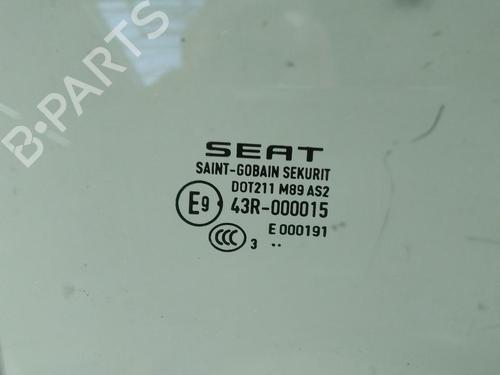 B-PARTS
SEAT
SAINT-GOBAIN SEKURIT
DOT211 M89 AS2
E9 43R-000015
E 000191
CCC 3 ..